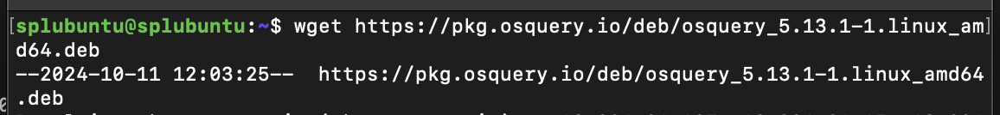 [splubuntu@splubuntu:~$ wget https://pkg.osquery.io/deb/osquery_5.13.1-1.linux_am]
d64.deb
--2024-10-11 12:03:25--  https://pkg.osquery.io/deb/osquery_5.13.1-1.linux_amd64
.deb